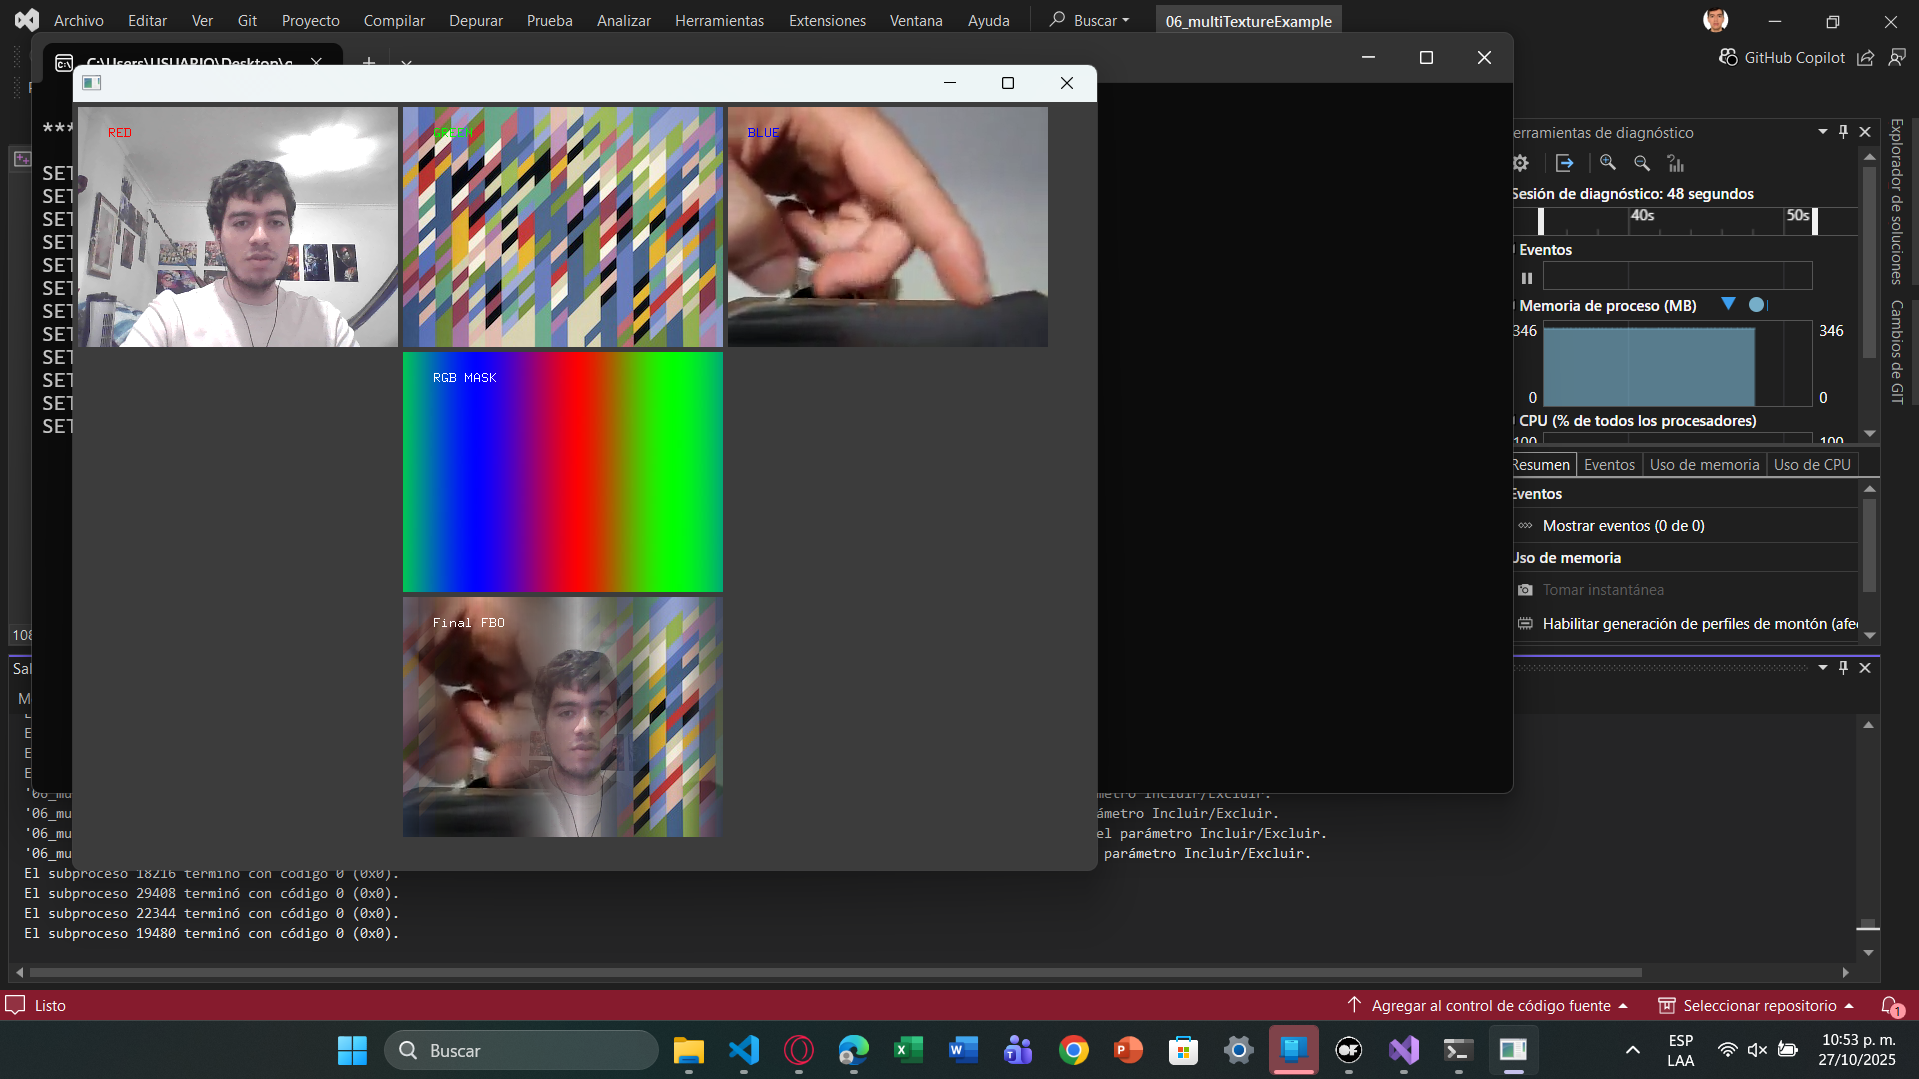 Archivo Editar Ver Git Proyecto Compilar Depurar Prueba Analizar Herramientas Extensiones Ventana Ayuda Buscar 06_multiTextureExample
GitHub Copilot
C:\Users\USUARIO\Desktop\
RED
GREEN
BLUE
RGB MASK
Final FBO
SET
SET
SET
SET
SET
SET
SET
SET
SET
SET
SET
SET
erramientas de diagnóstico
Sesión de diagnóstico: 48 segundos
40s 50s
Eventos
Memoria de proceso (MB)
346 346
0 0
CPU (% de todos los procesadores)
100 100
Resumen Eventos Uso de memoria Uso de CPU
Eventos
Mostrar eventos (0 de 0)
Uso de memoria
Tomar instantánea
Habilitar generación de perfiles de montón (afe
Explorador de soluciones
Cambios de GIT
108
Sal
M
E
E
E
'06_mu metro Incluir/Excluir.
'06_mu ámetro Incluir/Excluir.
'06_mu el parámetro Incluir/Excluir.
'06_mu parámetro Incluir/Excluir.
El subproceso 18216 terminó con código 0 (0x0).
El subproceso 29408 terminó con código 0 (0x0).
El subproceso 22344 terminó con código 0 (0x0).
El subproceso 19480 terminó con código 0 (0x0).
Listo
Agregar al control de código fuente
Seleccionar repositorio
1
Buscar
ESP
LAA
10:53 p. m.
27/10/2025